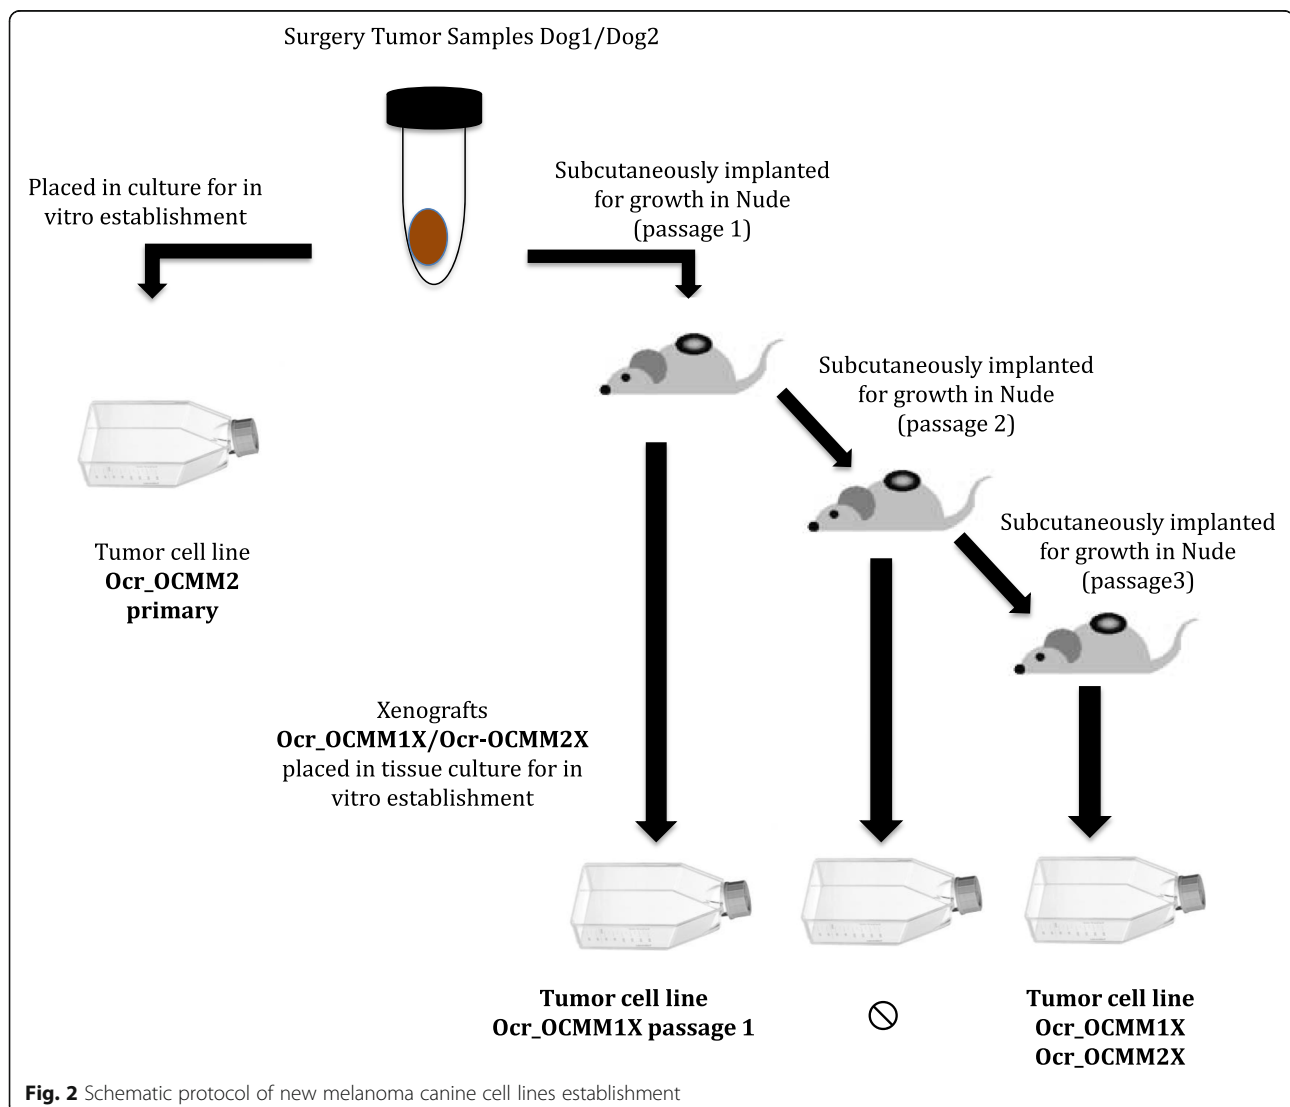 Surgery Tumor Samples Dog1/Dog2
Placed in culture for in
vitro establishment
Subcutaneously implanted
for growth in Nude
(passage 1)
Subcutaneously implanted
for growth in Nude
(passage 2)
Subcutaneously implanted
for growth in Nude
(passage3)
Tumor cell line
Ocr_OCMM2
primary
Xenografts
Ocr_OCMM1X/Ocr-OCMM2X
placed in tissue culture for in
vitro establishment
Tumor cell line
Ocr_OCMM1X passage 1
Tumor cell line
Ocr_OCMM1X
Ocr_OCMM2X
Fig. 2 Schematic protocol of new melanoma canine cell lines establishment